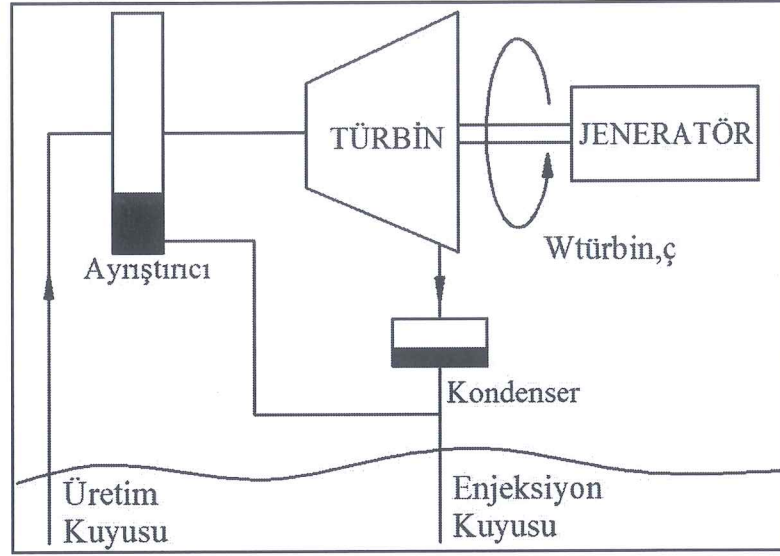 TÜRBİN
JENERATÖR
Wtürbin,ç
Ayrıştırıcı
Kondenser
Üretim
Kuyusu
Enjeksiyon
Kuyusu